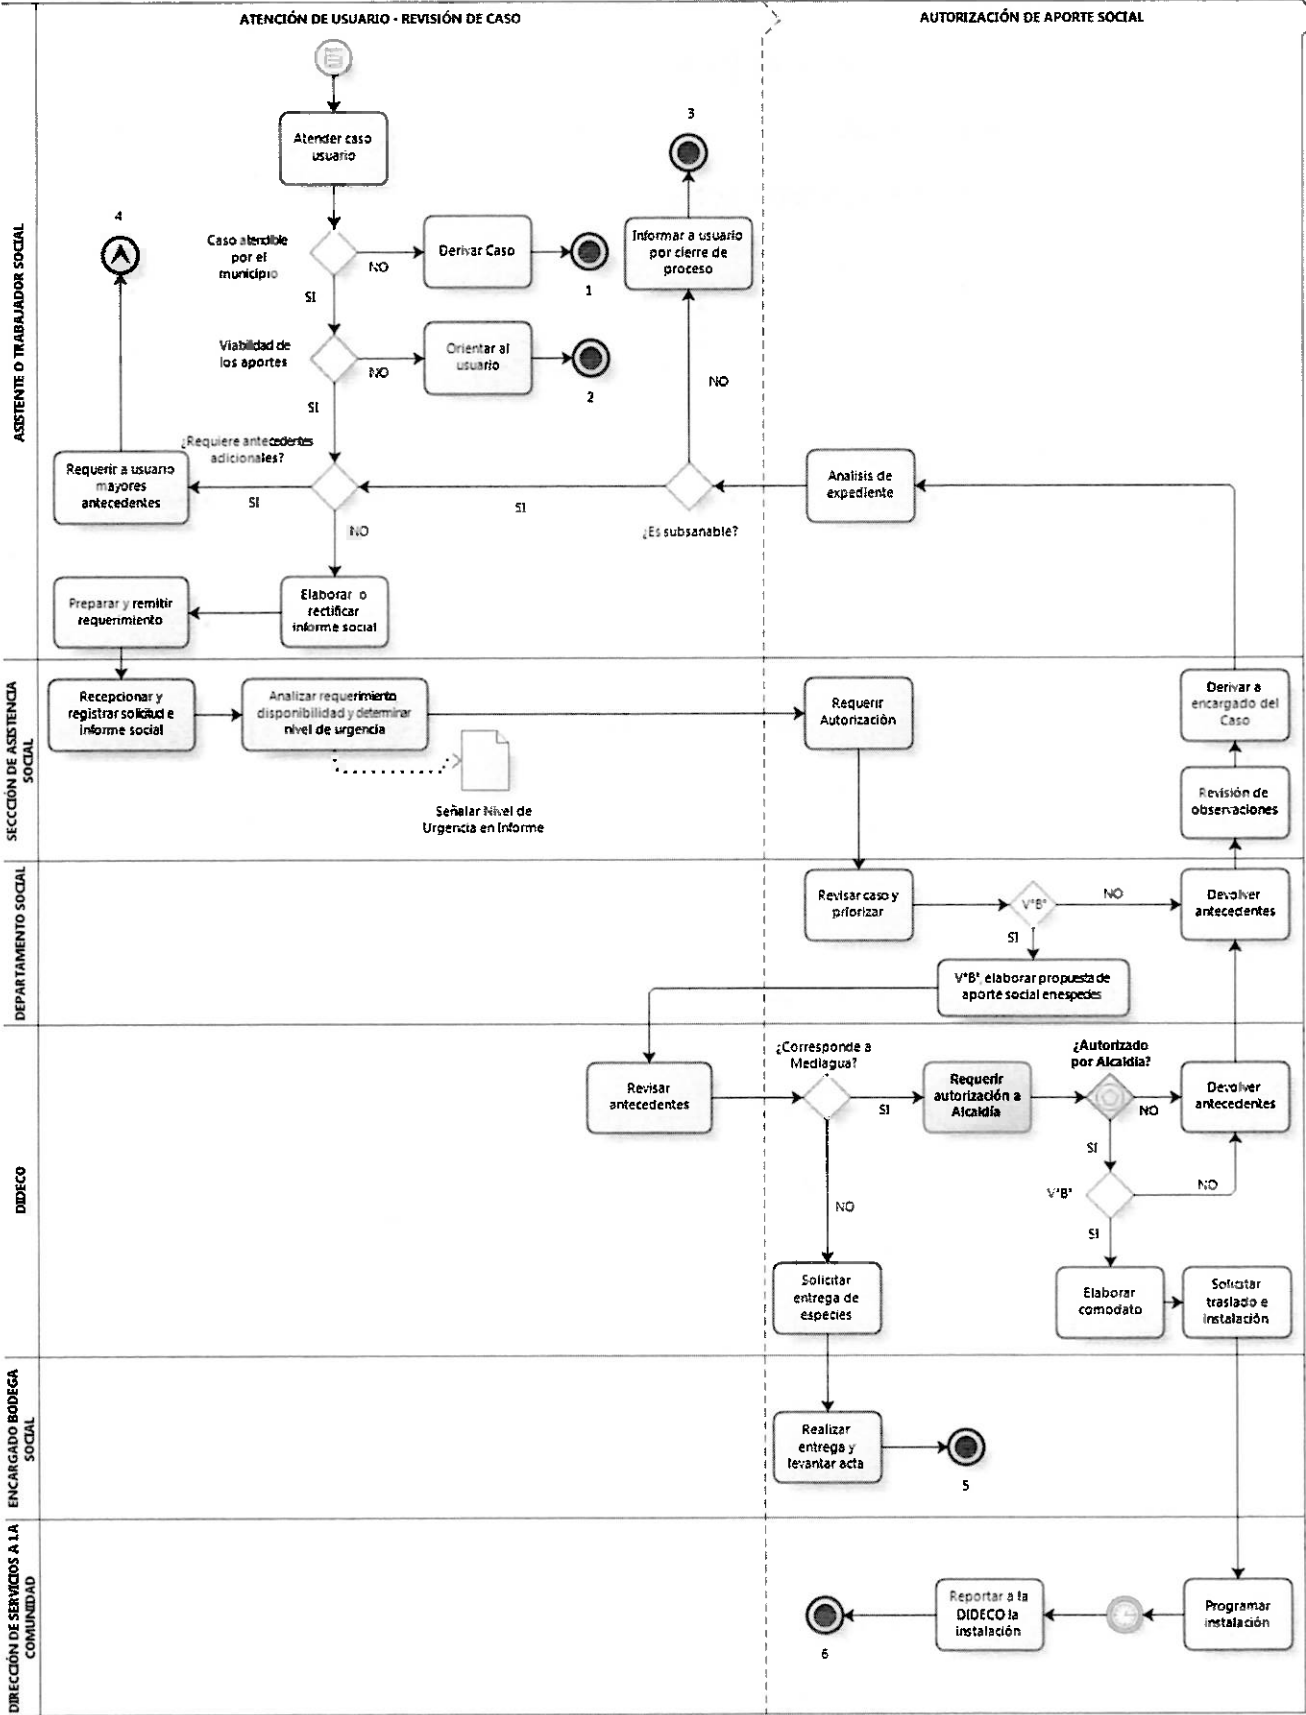 ATENCIÓN DE USUARIO - REVISIÓN DE CASO
AUTORIZACIÓN DE APORTE SOCIAL
ASISTENTE O TRABAJADOR SOCIAL
Atender caso
usuario
3
4
Caso atendible
por el
municipio
NO
Derivar Caso
1
Informar a usuario
por cierre de
proceso
SI
Viabilidad de
los aportes
NO
Orientar al
usuario
2
NO
SI
¿Requiere antecedentes
adicionales?
Requerir a usuario
mayores
antecedentes
SI
SI
Analisis de
expediente
NO
¿Es subsanable?
Preparar y remitir
requerimiento
Elaborar o
rectificar
informe social
SECCCIÓN DE ASISTENCIA
SOCIAL
Recepcionar y
registrar solicitud e
informe social
Analizar requerimiento
disponibilidad y determinar
nivel de urgencia
Requerir
Autorización
Derivar a
encargado del
Caso
Revisión de
observaciones
Señalar Nivel de
Urgencia en Informe
DEPARTAMENTO SOCIAL
Revisar caso y
priorizar
V°B°
NO
Devolver
antecedentes
SI
V°B°, elaborar propuesta de
aporte social enespedes
DIDECO
Revisar
antecedentes
¿Corresponde a
Mediagua?
SI
Requerir
autorización a
Alcaldía
¿Autorizado
por Alcaldía?
NO
Devolver
antecedentes
SI
V°B°
NO
NO
SI
Solicitar
entrega de
especies
Elaborar
comodato
Solicitar
traslado e
instalación
ENCARGADO BODEGA
SOCIAL
Realizar
entrega y
levantar acta
5
DIRECCIÓN DE SERVICIOS A LA
COMUNIDAD
6
Reportar a la
DIDECO la
instalación
Programar
instalación